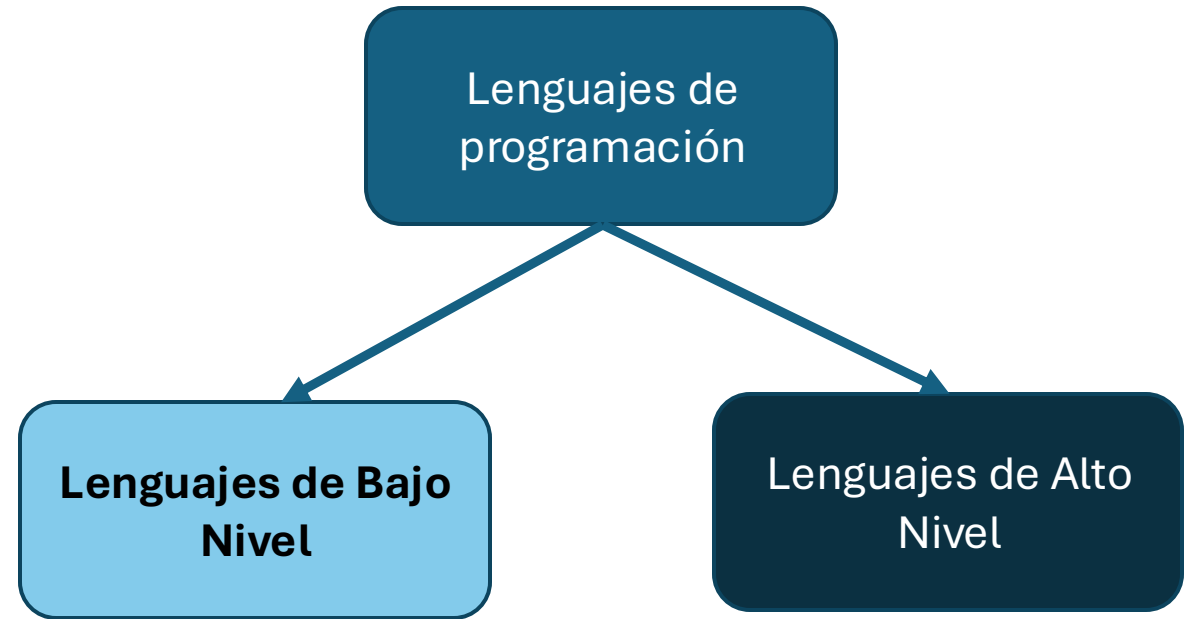 Lenguajes de
programación
Lenguajes de Bajo
Nivel
Lenguajes de Alto
Nivel